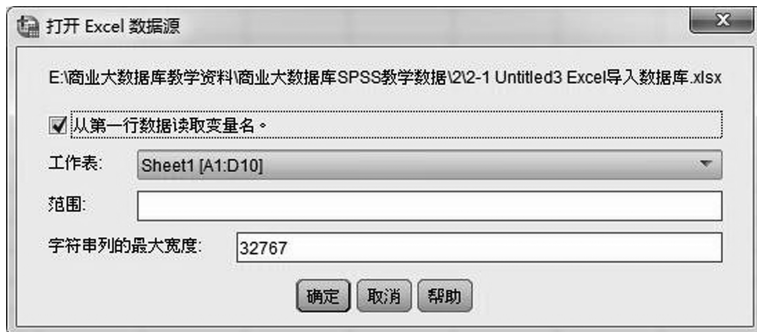 打开 Excel 数据源
E:\商业大数据库教学资料\商业大数据库SPSS教学数据\2\2-1 Untitled3 Excel导入数据库.xlsx
从第一行数据读取变量名。
工作表: Sheet1 [A1:D10]
范围:
字符串列的最大宽度: 32767
确定 取消 帮助